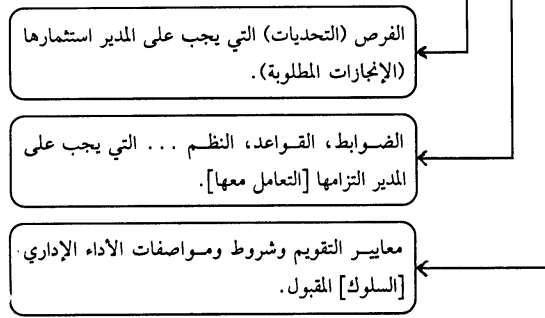 الفرص (التحديات) التي يجب على المدير استثمارها
(الإنجازات المطلوبة).
الضوابط، القواعد، النظم ... التي يجب على
المدير التزامها [التعامل معها].
معايير التقويم وشروط ومواصفات الأداء الإداري
[السلوك] المقبول.